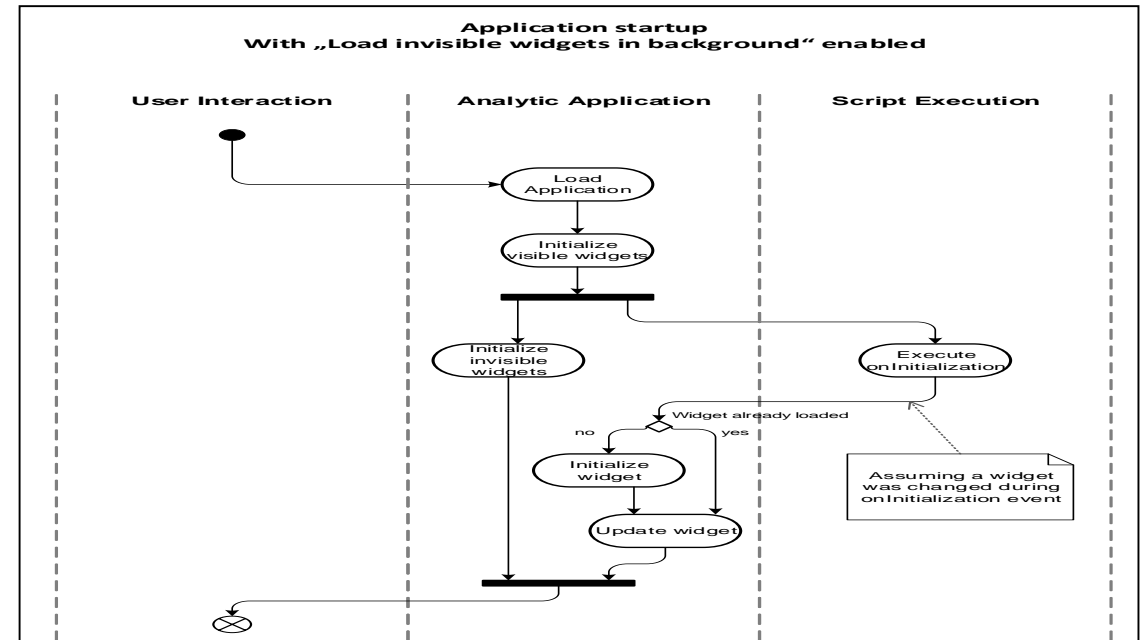 Application startup
With „Load invisible widgets in background“ enabled
User Interaction
Analytic Application
Script Execution
Load
Application
Initialize
visible widgets
Initialize
invisible
widgets
Execute
onInitialization
Widget already loaded
no
yes
Initialize
widget
Assuming a widget
was changed during
onInitialization event
Update widget